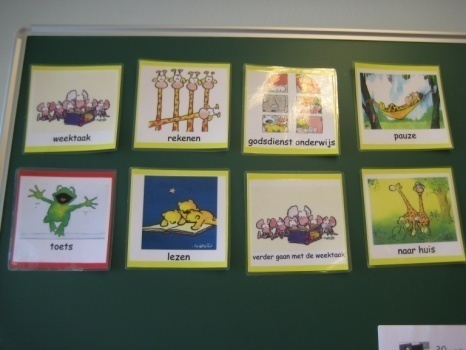 weektaak
rekenen
godsdienst onderwijs
pauze
toets
lezen
verder gaan met de weektaak
naar huis